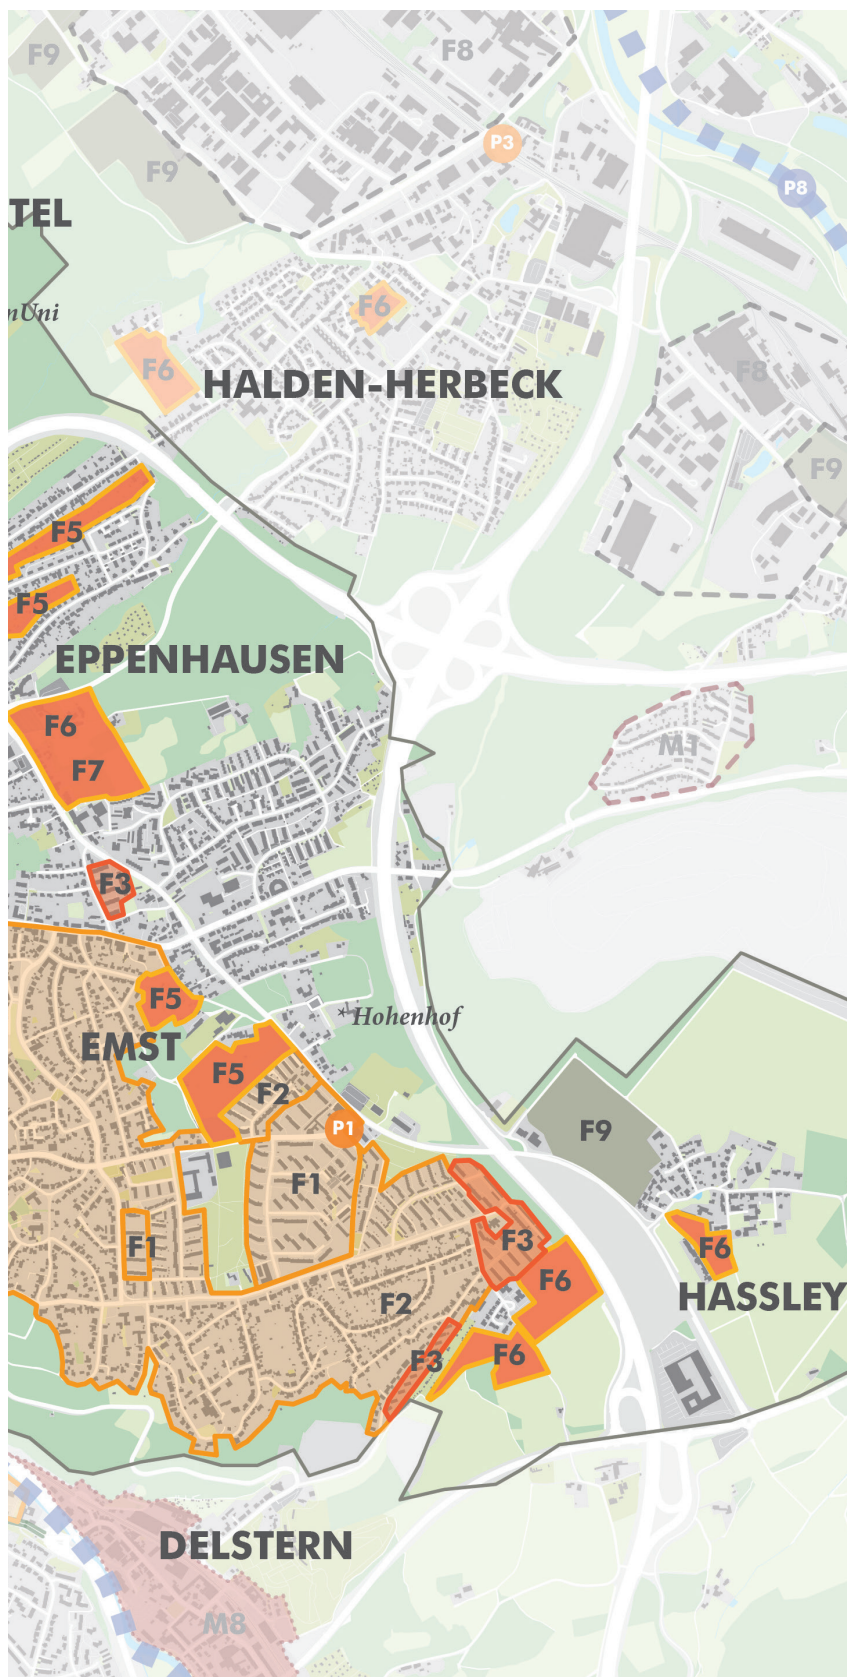 F9
F8
P3
F9
P8
TEL
F6
nUni
F6
HALDEN-HERBECK
F8
F9
F5
F5
EPPENHAUSEN
F6
F7
M1
F3
F5
*Hohenhof
EMST
F5
F2
P1
F9
F1
F1
F3
F6
F6
HASSLEY
F2
F3
F6
DELSTERN
M8